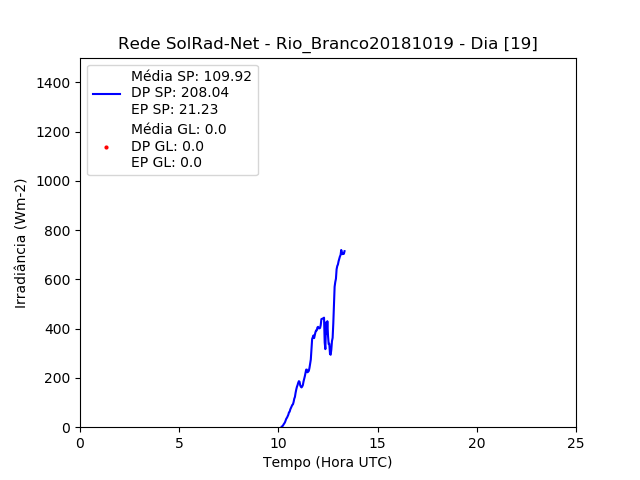 Rede SolRad-Net - Rio_Branco20181019 - Dia [19]
Média SP: 109.92
DP SP: 208.04
EP SP: 21.23
Média GL: 0.0
DP GL: 0.0
EP GL: 0.0
Irradiância (Wm-2)
1400
1200
1000
800
600
400
200
0
0 5 10 15 20 25
Tempo (Hora UTC)